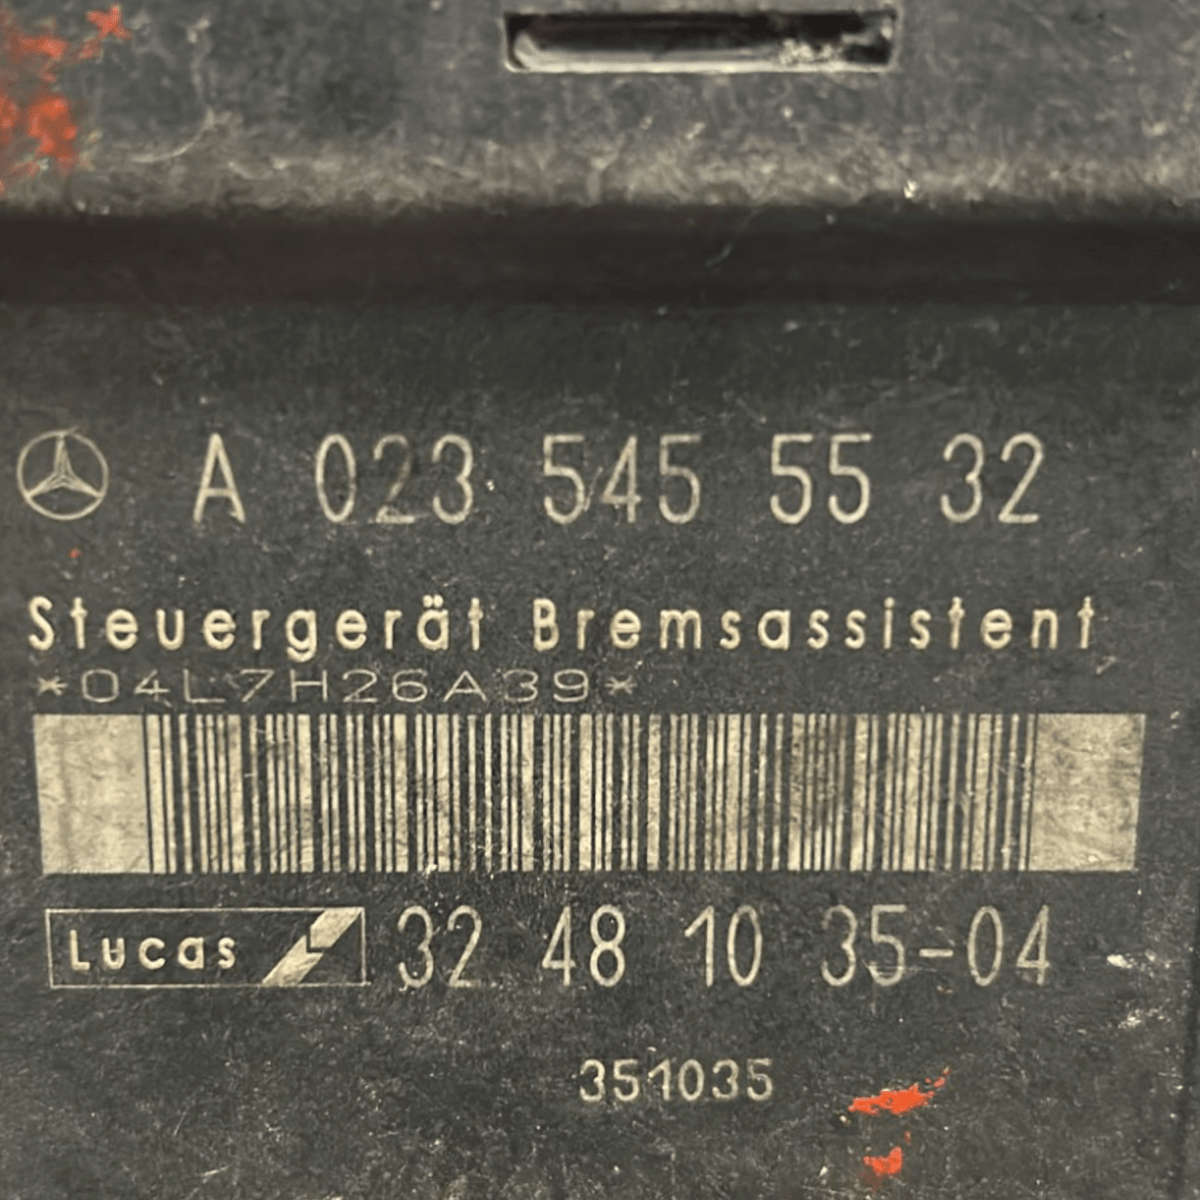 A 023 545 55 32
Steuergerät Bremsassistent
*04L7H26A39*
Lucas 32 48 10 35-04
351035